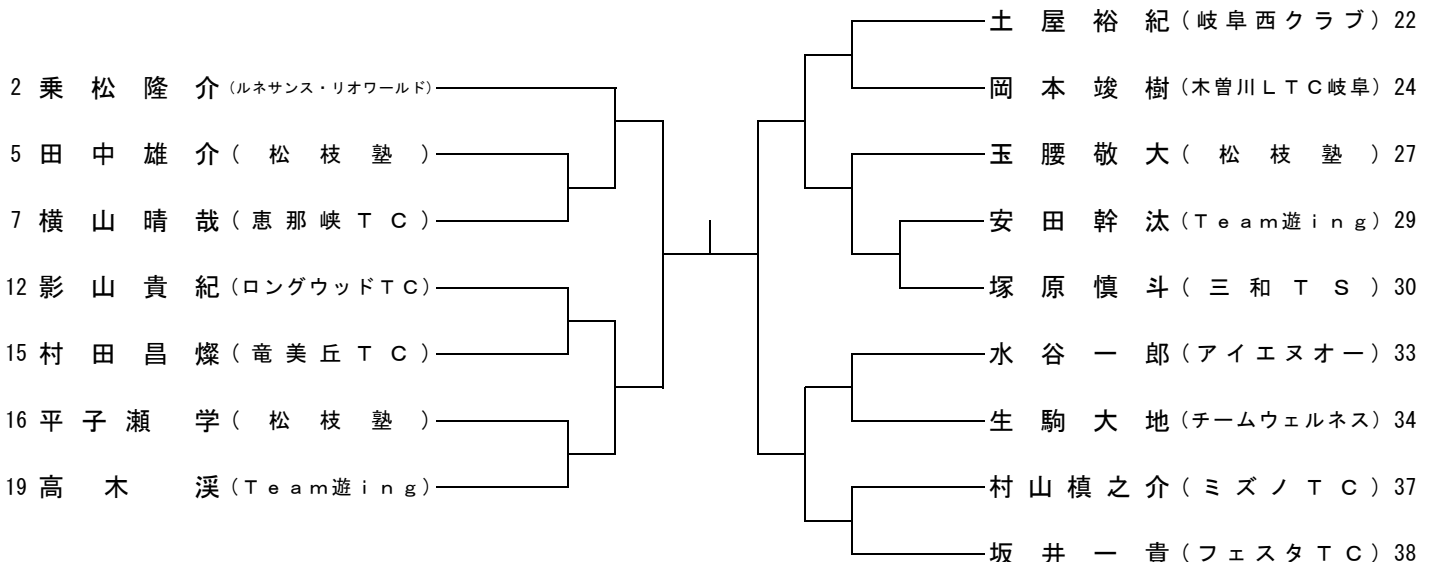 2 乗松隆介(ルネサンス・リオワールド)
5 田中雄介(松枝塾)
7 横山晴哉(恵那峡TC)
12 影山貴紀(ロングウッドTC)
15 村田昌燦(竜美丘TC)
16 平子瀬学(松枝塾)
19 高木渓(Team遊ing)
土屋裕紀(岐阜西クラブ) 22
岡本竣樹(木曽川LTC岐阜) 24
玉腰敬大(松枝塾) 27
安田幹汰(Team遊ing) 29
塚原慎斗(三和TS) 30
水谷一郎(アイエヌオー) 33
生駒大地(チームウェルネス) 34
村山槙之介(ミズノTC) 37
坂井一貴(フェスタTC) 38